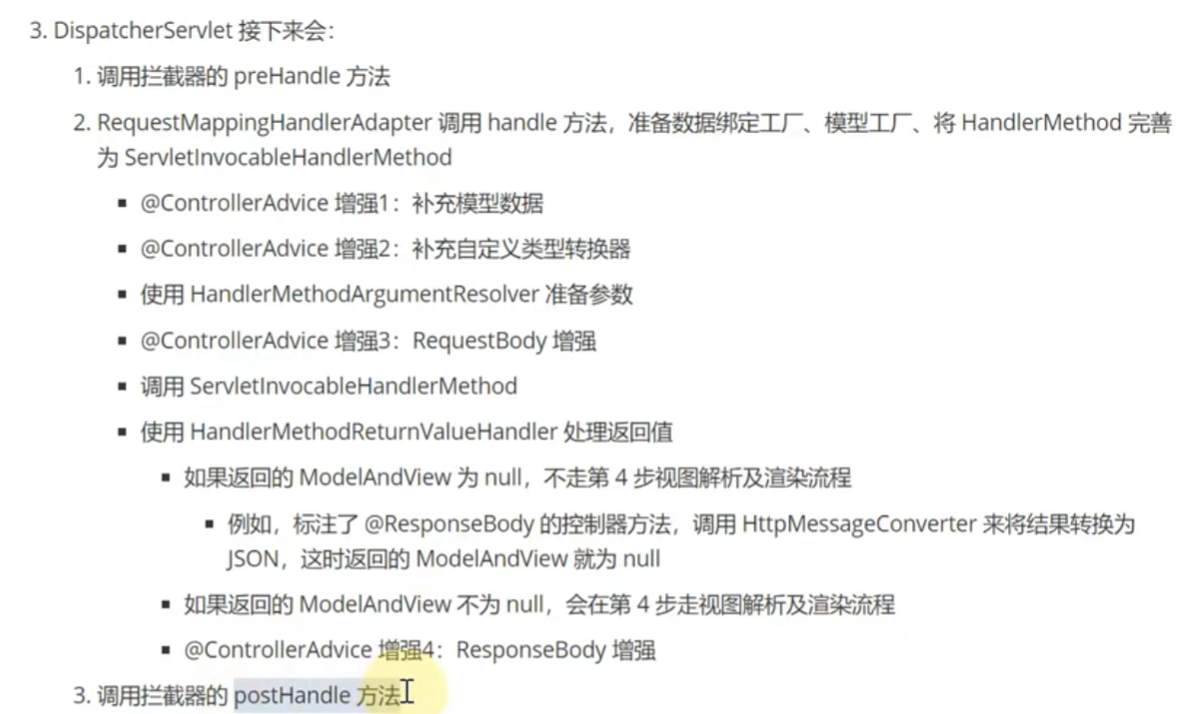 3. DispatcherServlet 接下来会：
1. 调用拦截器的 preHandle 方法
2. RequestMappingHandlerAdapter 调用 handle 方法，准备数据绑定工厂、模型工厂、将 HandlerMethod 完善
为 ServletInvocableHandlerMethod
▪ @ControllerAdvice 增强1：补充模型数据
▪ @ControllerAdvice 增强2：补充自定义类型转换器
▪ 使用 HandlerMethodArgumentResolver 准备参数
▪ @ControllerAdvice 增强3：RequestBody 增强
▪ 调用 ServletInvocableHandlerMethod
▪ 使用 HandlerMethodReturnValueHandler 处理返回值
▪ 如果返回的 ModelAndView 为 null，不走第 4 步视图解析及渲染流程
▪ 例如，标注了 @ResponseBody 的控制器方法，调用 HttpMessageConverter 来将结果转换为
JSON，这时返回的 ModelAndView 就为 null
▪ 如果返回的 ModelAndView 不为 null，会在第 4 步走视图解析及渲染流程
▪ @ControllerAdvice 增强4：ResponseBody 增强
3. 调用拦截器的 postHandle 方法